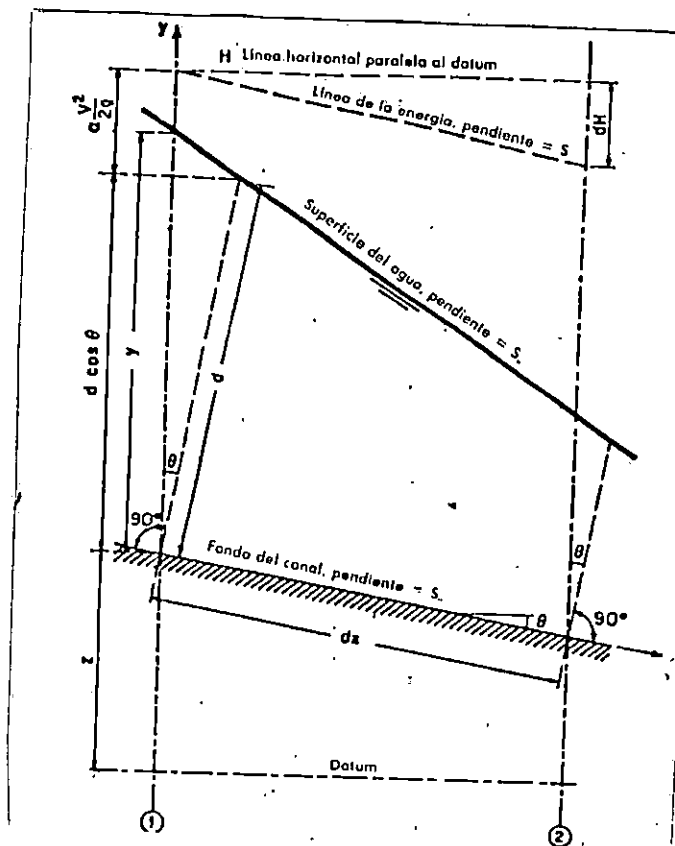 y
H Línea horizontal paralela al datum
Línea de la energía, pendiente = S
dH
α V²/2g
Superficie del agua, pendiente = S.
d cos θ
y
d
θ
90°
Fondo del canal, pendiente = S.
θ
θ
90°
dx
z
Datum
1
2